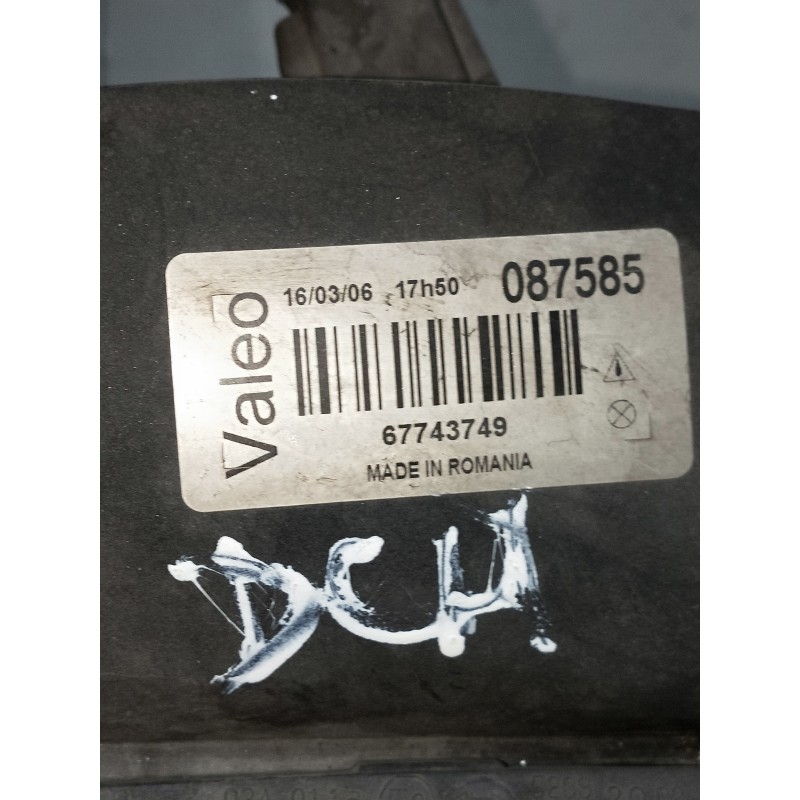 Valeo
16/03/06 17h50 087585
67743749
MADE IN ROMANIA
DCH